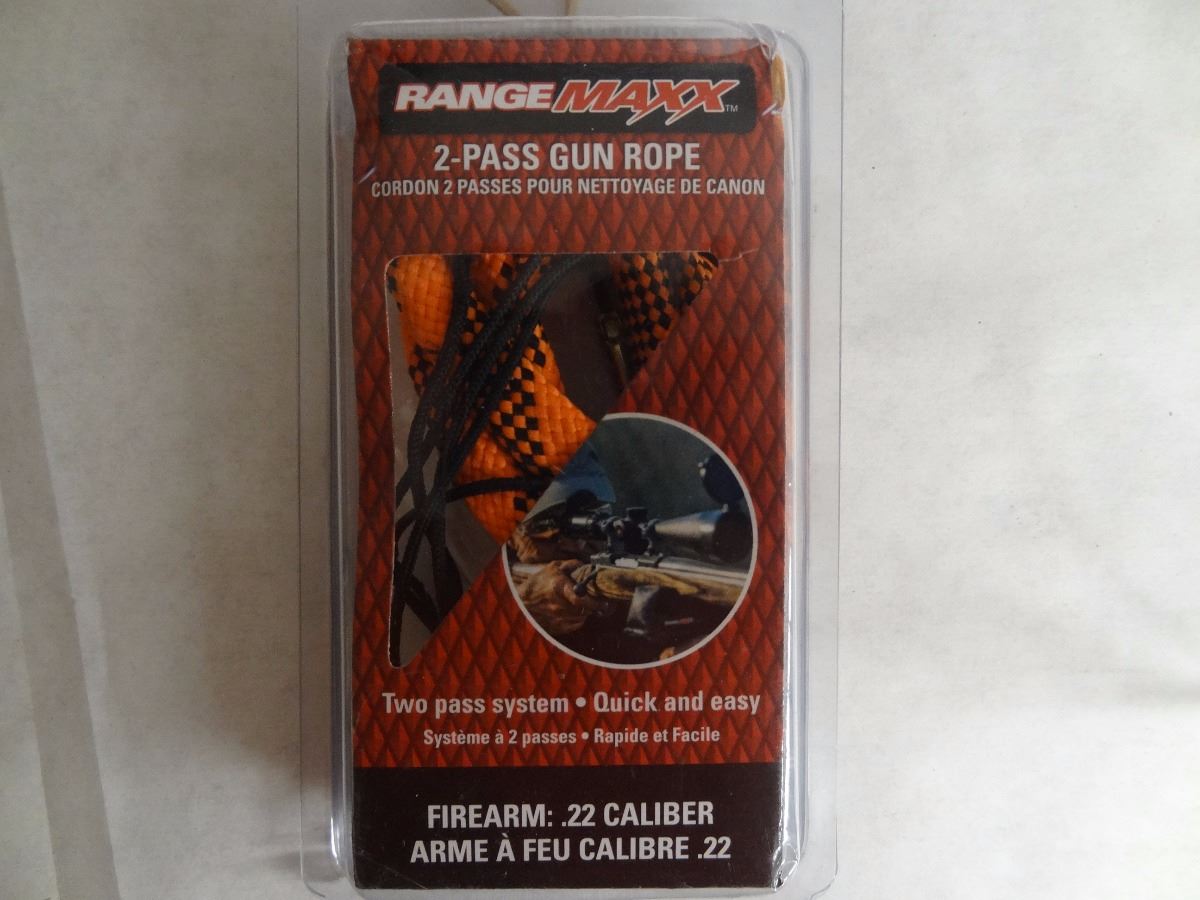 RANGEMAXX™
2-PASS GUN ROPE
CORDON 2 PASSES POUR NETTOYAGE DE CANON
Two pass system • Quick and easy
Système à 2 passes • Rapide et Facile
FIREARM: .22 CALIBER
ARME À FEU CALIBRE .22